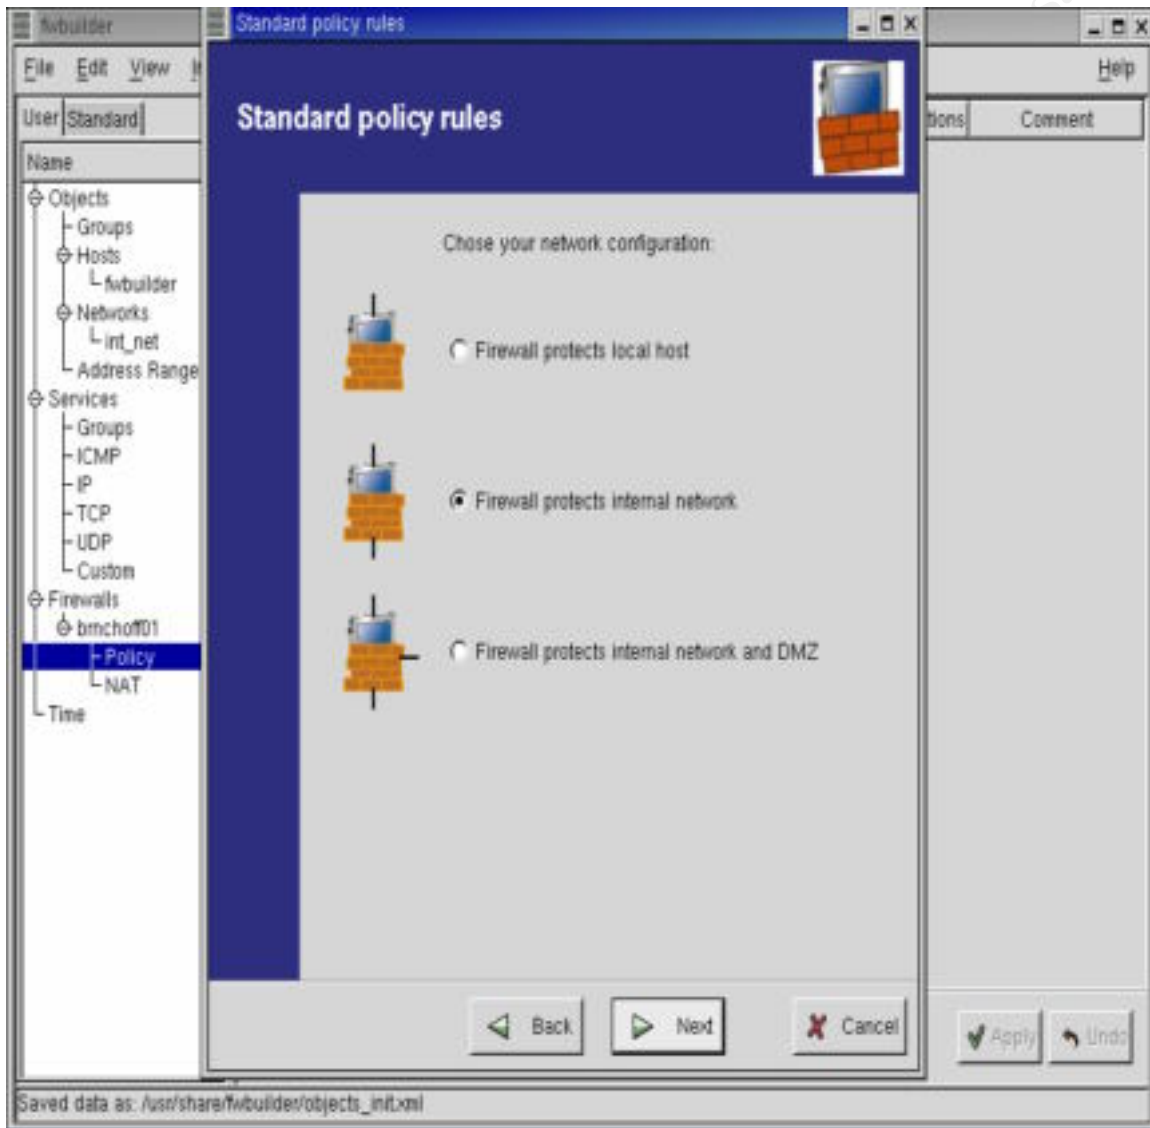 fwbuilder
Standard policy rules
File Edit View
Help
User Standard
Standard policy rules
Comment
Name
Objects
Groups
Hosts
fwbuilder
Networks
int_net
Address Range
Services
Groups
ICMP
IP
TCP
UDP
Custom
Firewalls
brnchoff01
Policy
NAT
Time
Chose your network configuration:
Firewall protects local host
Firewall protects internal network
Firewall protects internal network and DMZ
Back Next Cancel
Apply Undo
Saved data as: /usr/share/fwbuilder/objects_init.xml